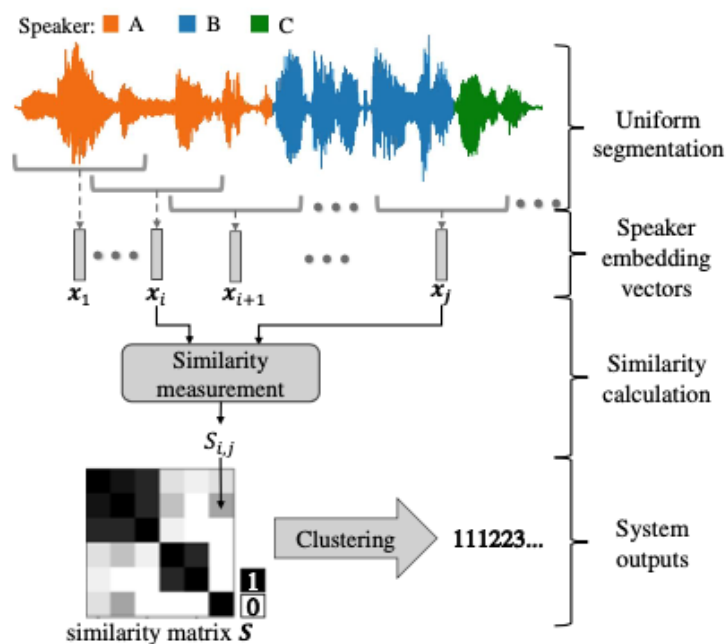 Speaker: A B C
Uniform
segmentation
Speaker
embedding
vectors
x₁ xᵢ xᵢ₊₁ xⱼ
Similarity
measurement
Similarity
calculation
Sᵢ,ⱼ
Clustering
111223...
System
outputs
1
0
similarity matrix S